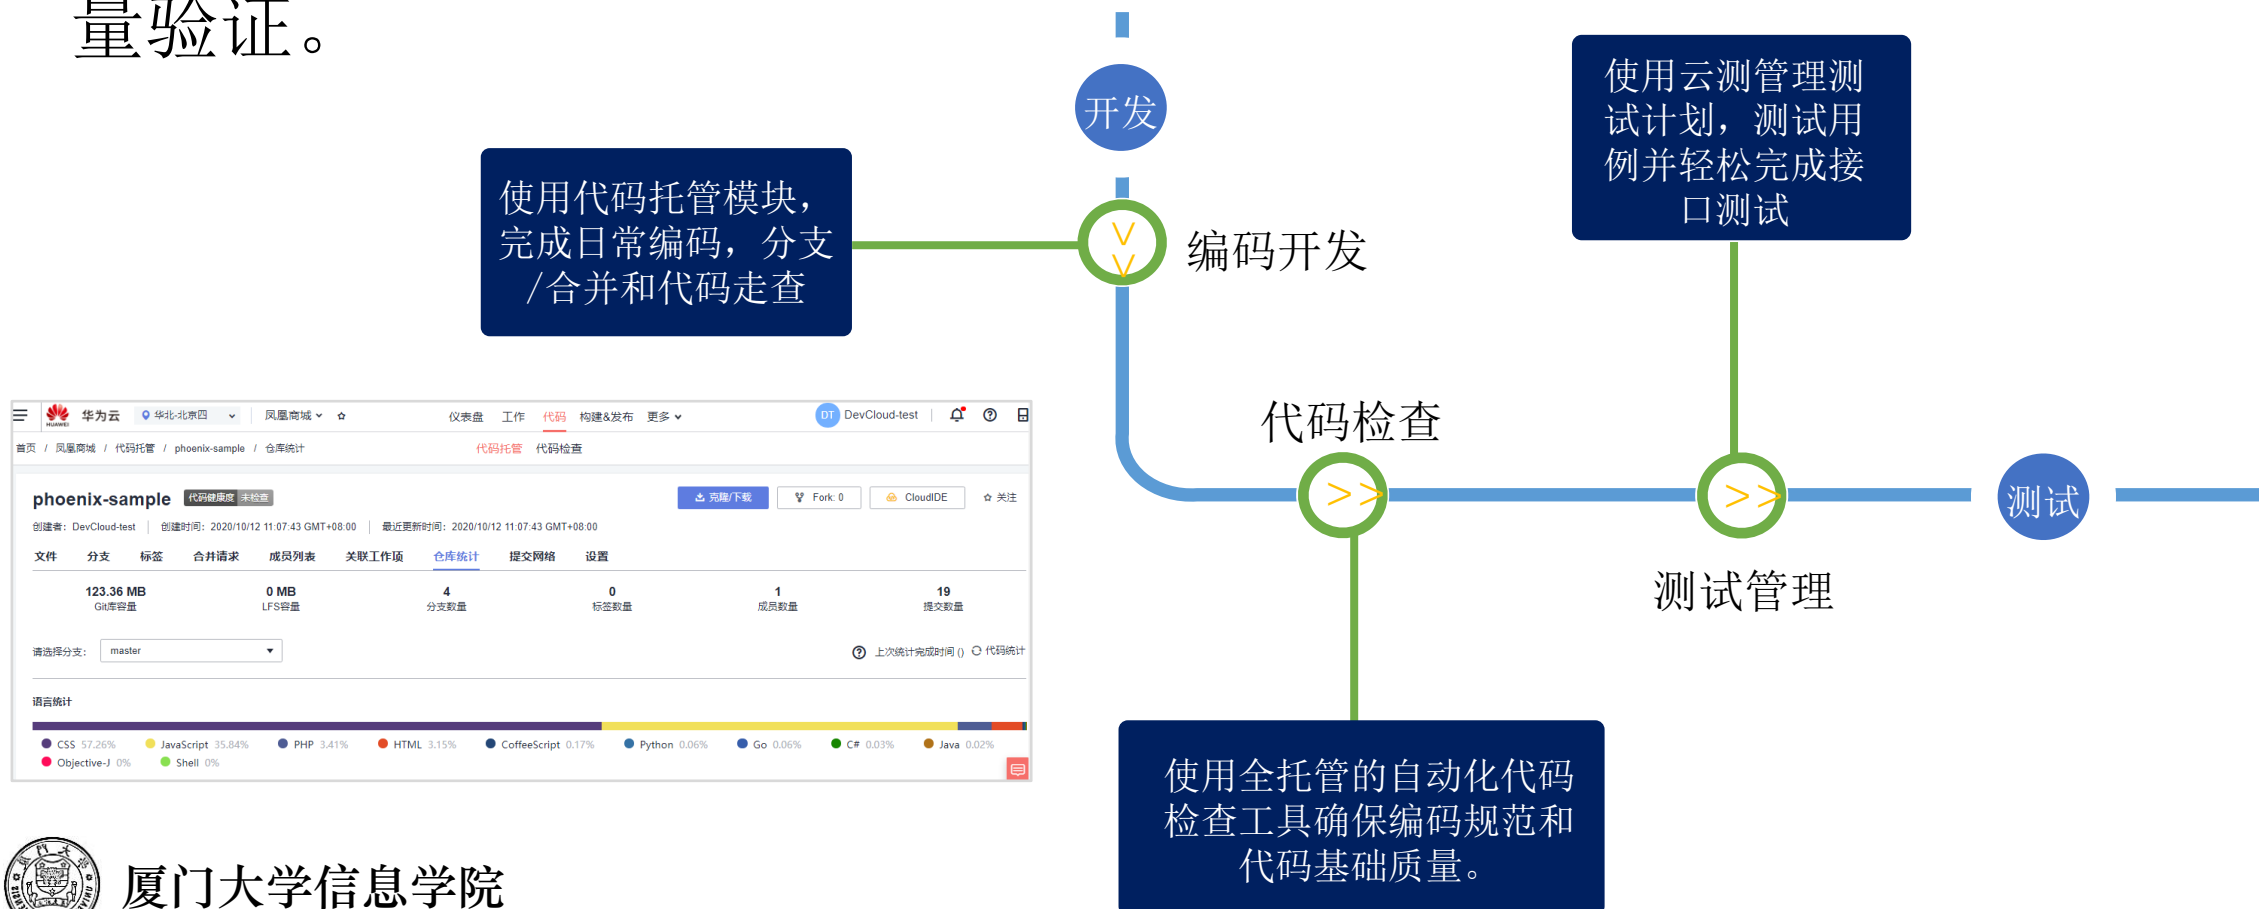 量验证。
开发
使用云测管理测
试计划，测试用
例并轻松完成接
口测试
使用代码托管模块，
完成日常编码，分支
/合并和代码走查
编码开发
代码检查
测试
测试管理
使用全托管的自动化代码
检查工具确保编码规范和
代码基础质量。
HUAWEI 华为云 华北-北京四 凤凰商城 仪表盘 工作 代码 构建&发布 更多 DT DevCloud-test
首页 / 凤凰商城 / 代码托管 / phoenix-sample / 仓库统计 代码托管 代码检查
phoenix-sample 代码健康度 未检查 克隆/下载 Fork: 0 CloudIDE 关注
创建者: DevCloud-test 创建时间: 2020/10/12 11:07:43 GMT+08:00 最近更新时间: 2020/10/12 11:07:43 GMT+08:00
文件 分支 标签 合并请求 成员列表 关联工作项 仓库统计 提交网络 设置
123.36 MB 0 MB 4 0 1 19
Git库容量 LFS容量 分支数量 标签数量 成员数量 提交数量
请选择分支: master 上次统计完成时间 () 代码统计
语言统计
CSS 57.26% JavaScript 35.84% PHP 3.41% HTML 3.15% CoffeeScript 0.17% Python 0.06% Go 0.06% C# 0.03% Java 0.02%
Objective-J 0% Shell 0%
厦门大学信息学院